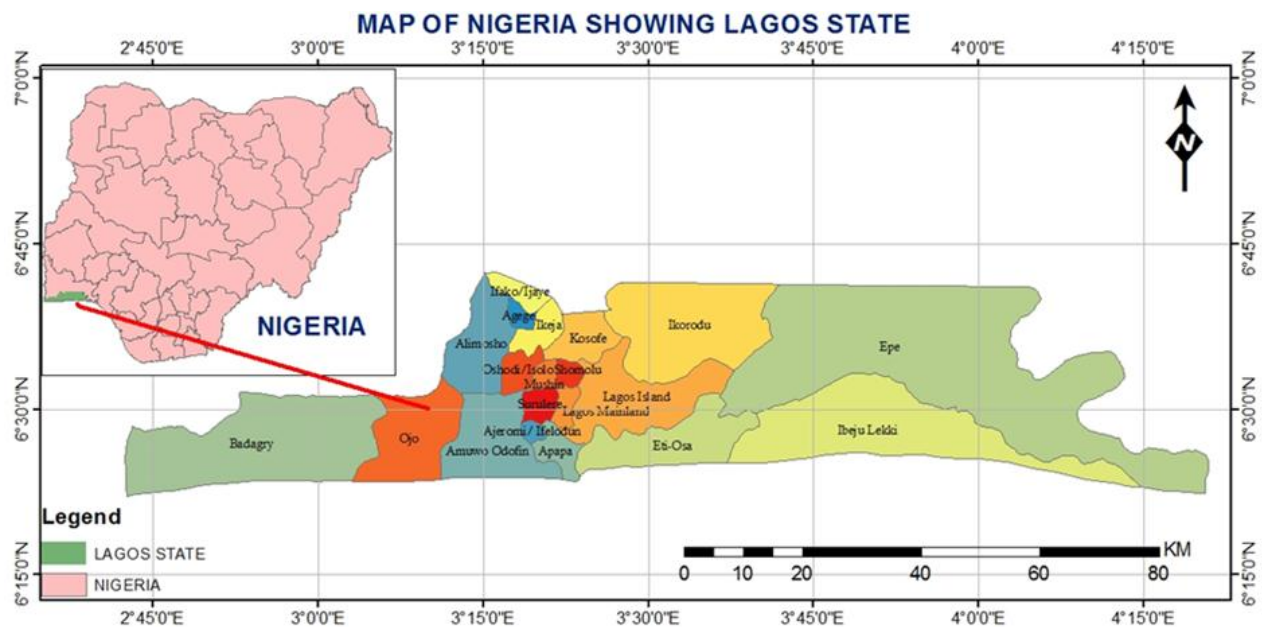 MAP OF NIGERIA SHOWING LAGOS STATE
2°45'0"E 3°00'0"E 3°15'0"E 3°30'0"E 3°45'0"E 4°00'0"E 4°15'0"E
7°0'0"N
7°0'0"N
N
6°45'0"N
6°45'0"N
NIGERIA
Ifako/Ijaye
Agege
Ikeja
Kosofe
Ikorodu
Alimosho
Epe
Oshodi/Isolo
Shomolu
Mushin
Surulere
Lagos Island
Lagos Mainland
6°30'0"N
6°30'0"N
Badagry
Ojo
Ajeromi/ Ifelodun
Amuwo Odofin
Apapa
Eti-Osa
Ibeju Lekki
Legend
LAGOS STATE
NIGERIA
KM
0 10 20 40 60 80
6°15'0"N
6°15'0"N
2°45'0"E 3°00'0"E 3°15'0"E 3°30'0"E 3°45'0"E 4°00'0"E 4°15'0"E